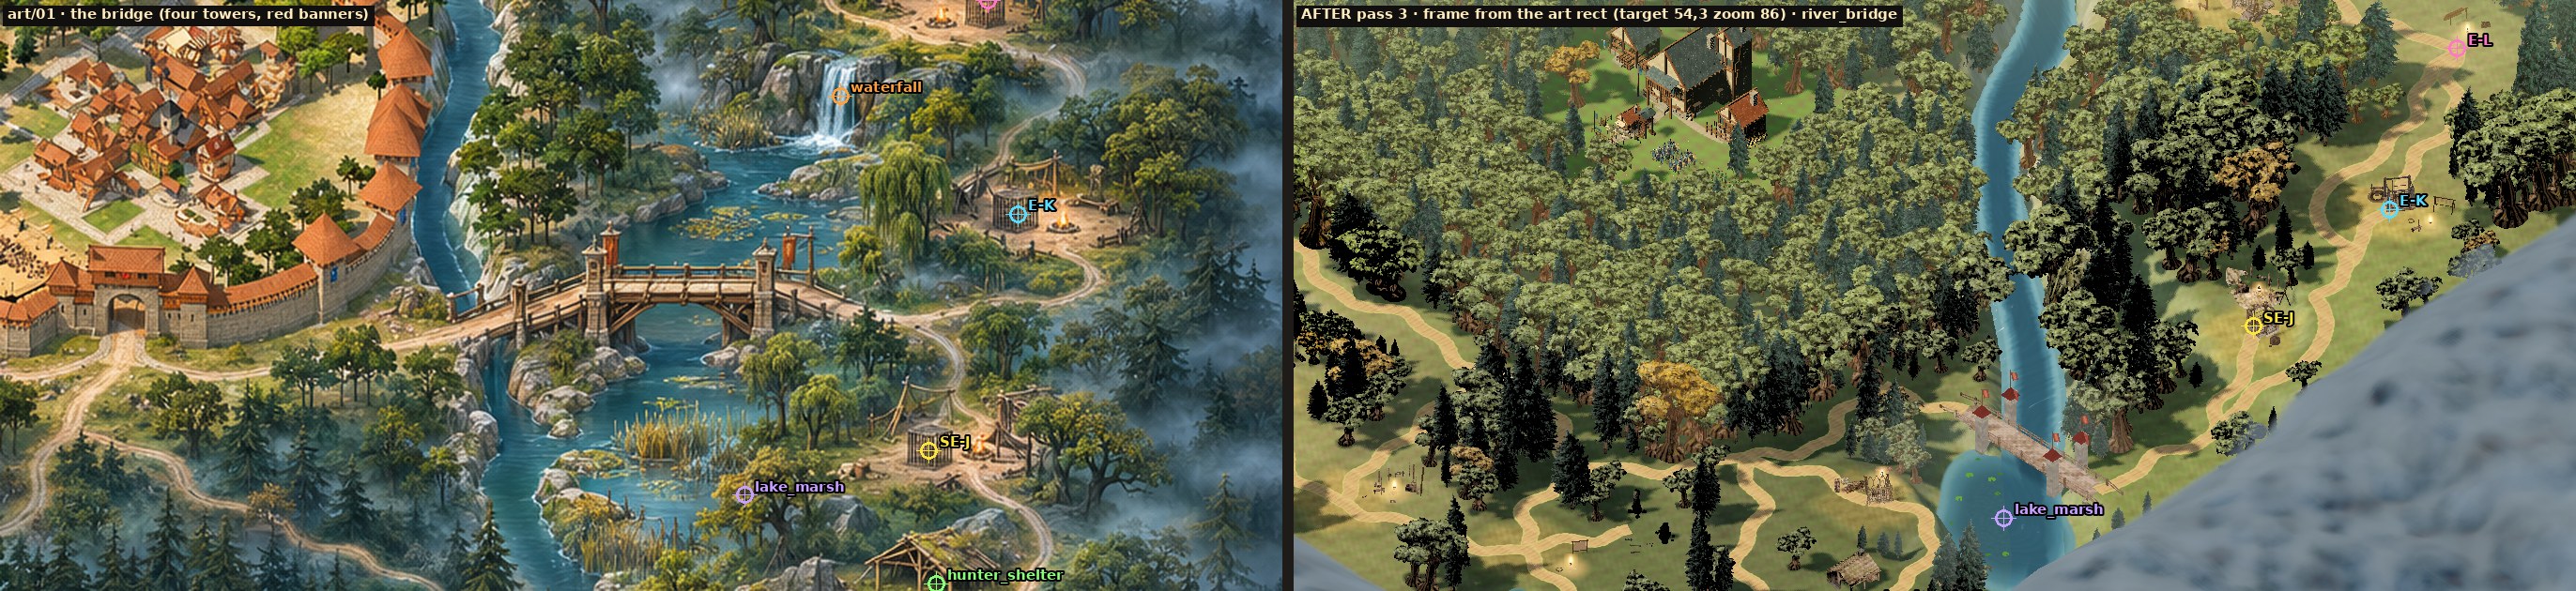 art/01 · the bridge (four towers, red banners)
waterfall
E-K
SE-J
lake_marsh
hunter_shelter
AFTER pass 3 · frame from the art rect (target 54,3 zoom 86) · river_bridge
E-L
E-K
SE-J
lake_marsh